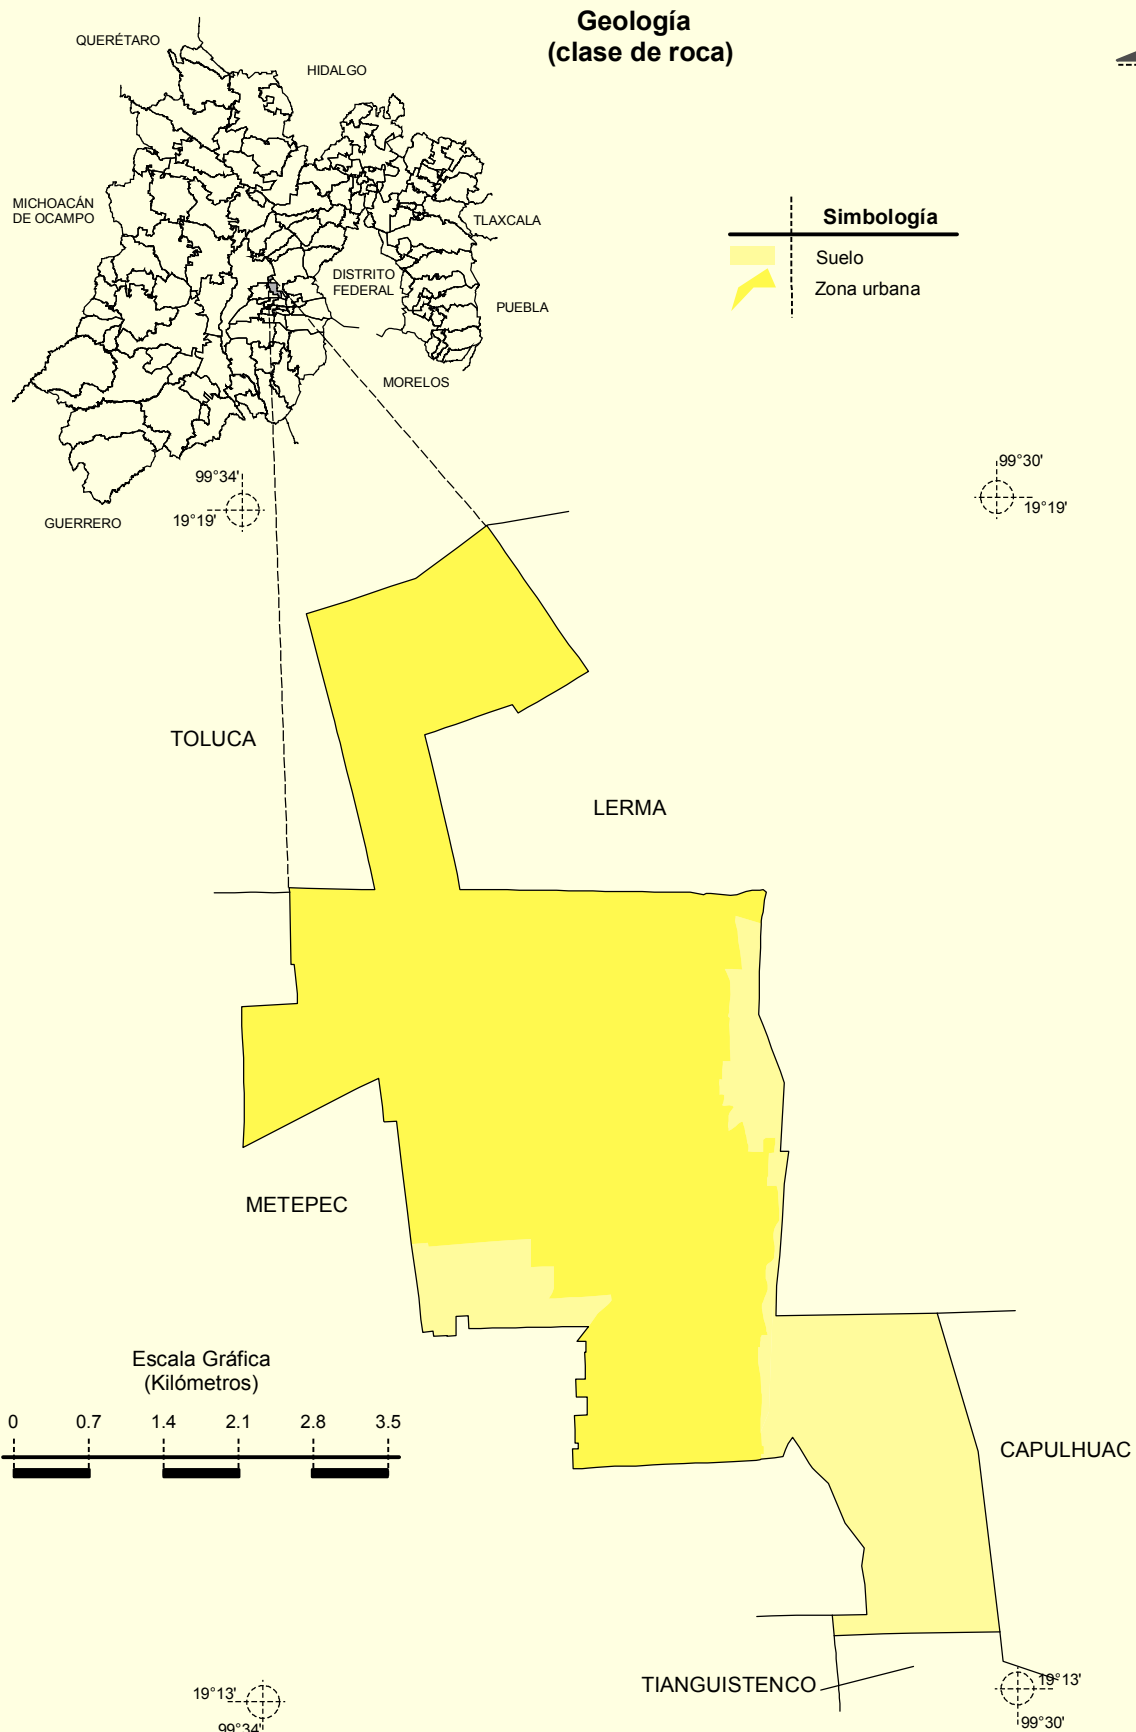 Geología
(clase de roca)
QUERÉTARO
HIDALGO
MICHOACÁN
DE OCAMPO
TLAXCALA
DISTRITO
FEDERAL
PUEBLA
MORELOS
GUERRERO
Simbología
Suelo
Zona urbana
99°34'
19°19'
99°30'
19°19'
TOLUCA
LERMA
METEPEC
Escala Gráfica
(Kilómetros)
0 0.7 1.4 2.1 2.8 3.5
CAPULHUAC
TIANGUISTENCO
19°13'
99°34'
19°13'
99°30'